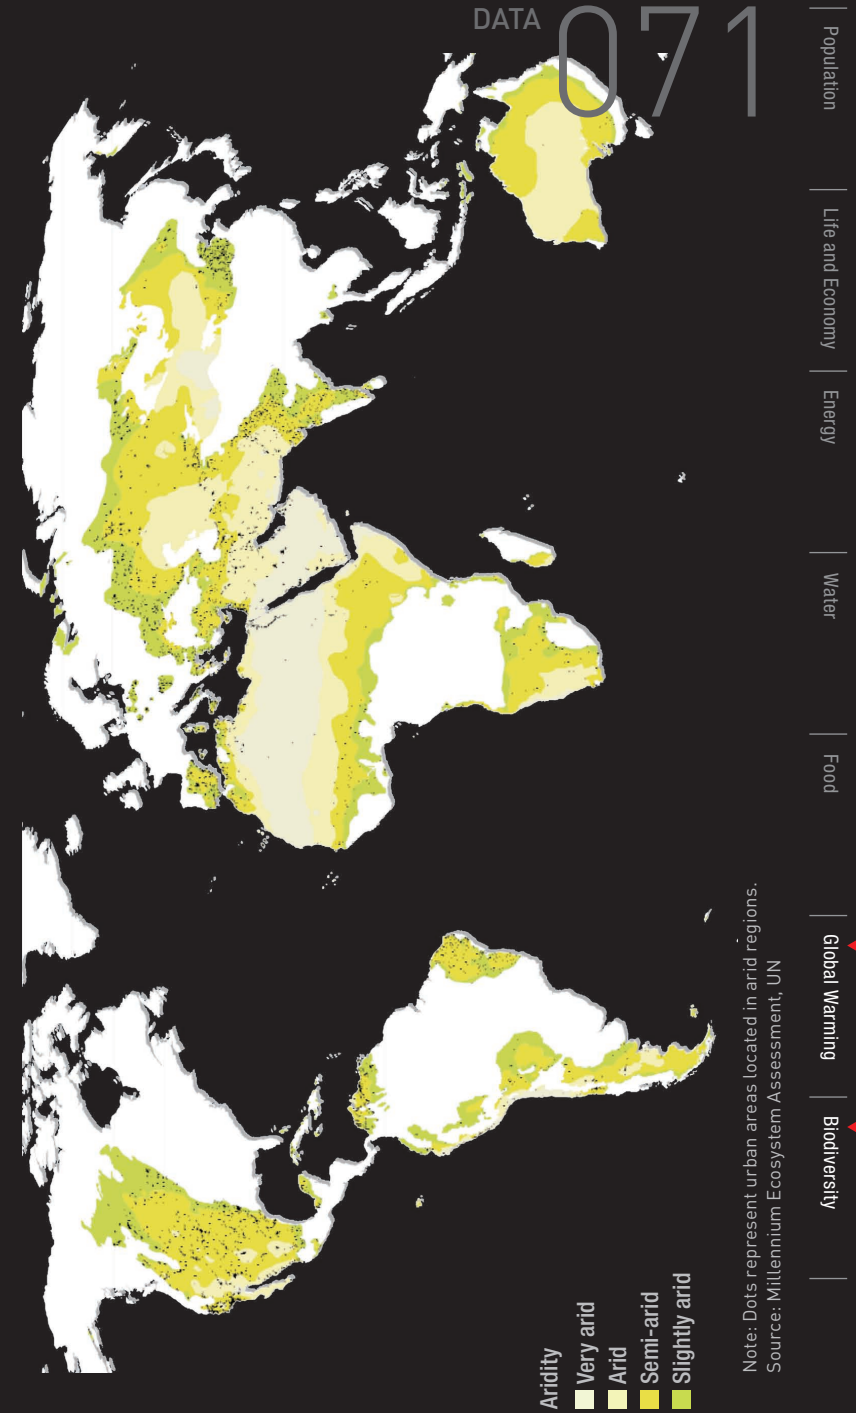 DATA
071
Population
Life and Economy
Energy
Water
Food
Global Warming
Biodiversity
Aridity
Very arid
Arid
Semi-arid
Slightly arid
Note: Dots represent urban areas located in arid regions.
Source: Millennium Ecosystem Assessment, UN